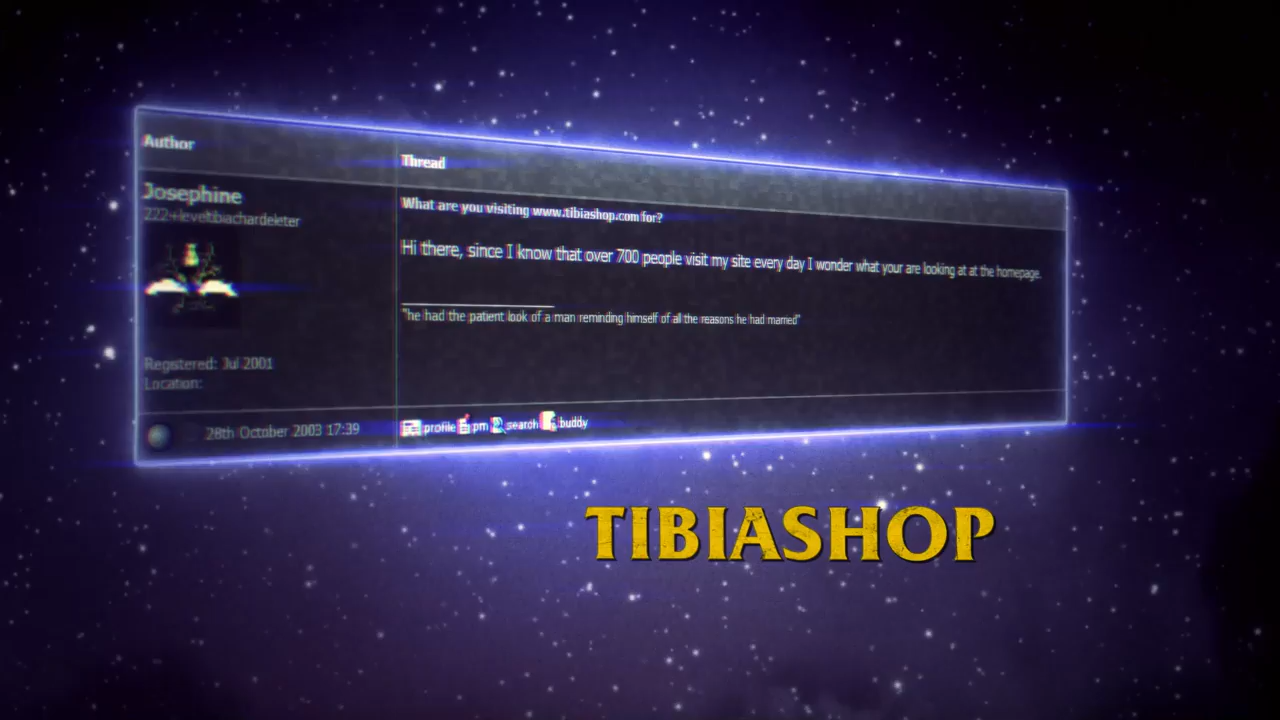 Author
Thread
Josephine
222+leveltibiachardeleter
What are you visiting www.tibiashop.com for?
Hi there, since I know that over 700 people visit my site every day I wonder what your are looking at at the homepage.
"he had the patient look of a man reminding himself of all the reasons he had married"
Registered: Jul 2001
Location:
28th October 2003 17:39
profile pm search buddy
TIBIASHOP